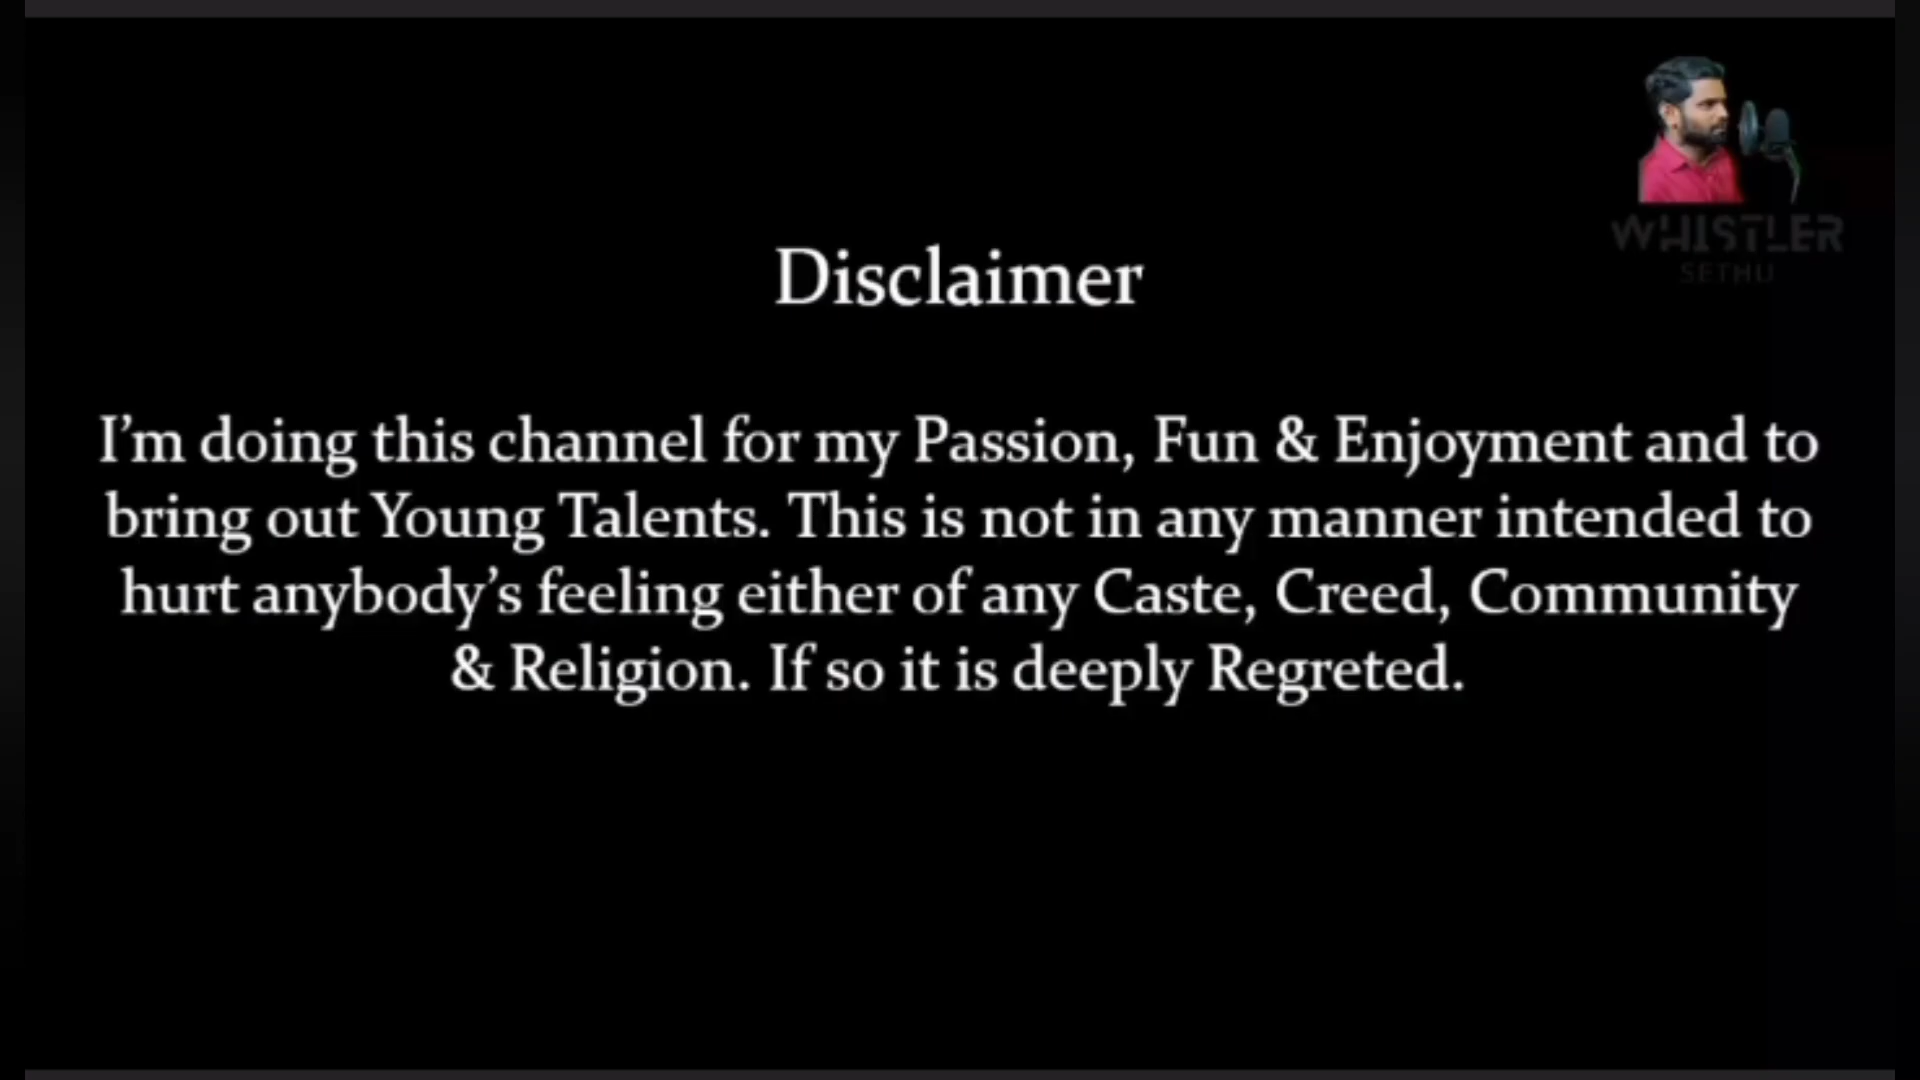 WHISTLER
SETHU
Disclaimer
I’m doing this channel for my Passion, Fun & Enjoyment and to
bring out Young Talents. This is not in any manner intended to
hurt anybody’s feeling either of any Caste, Creed, Community
& Religion. If so it is deeply Regreted.